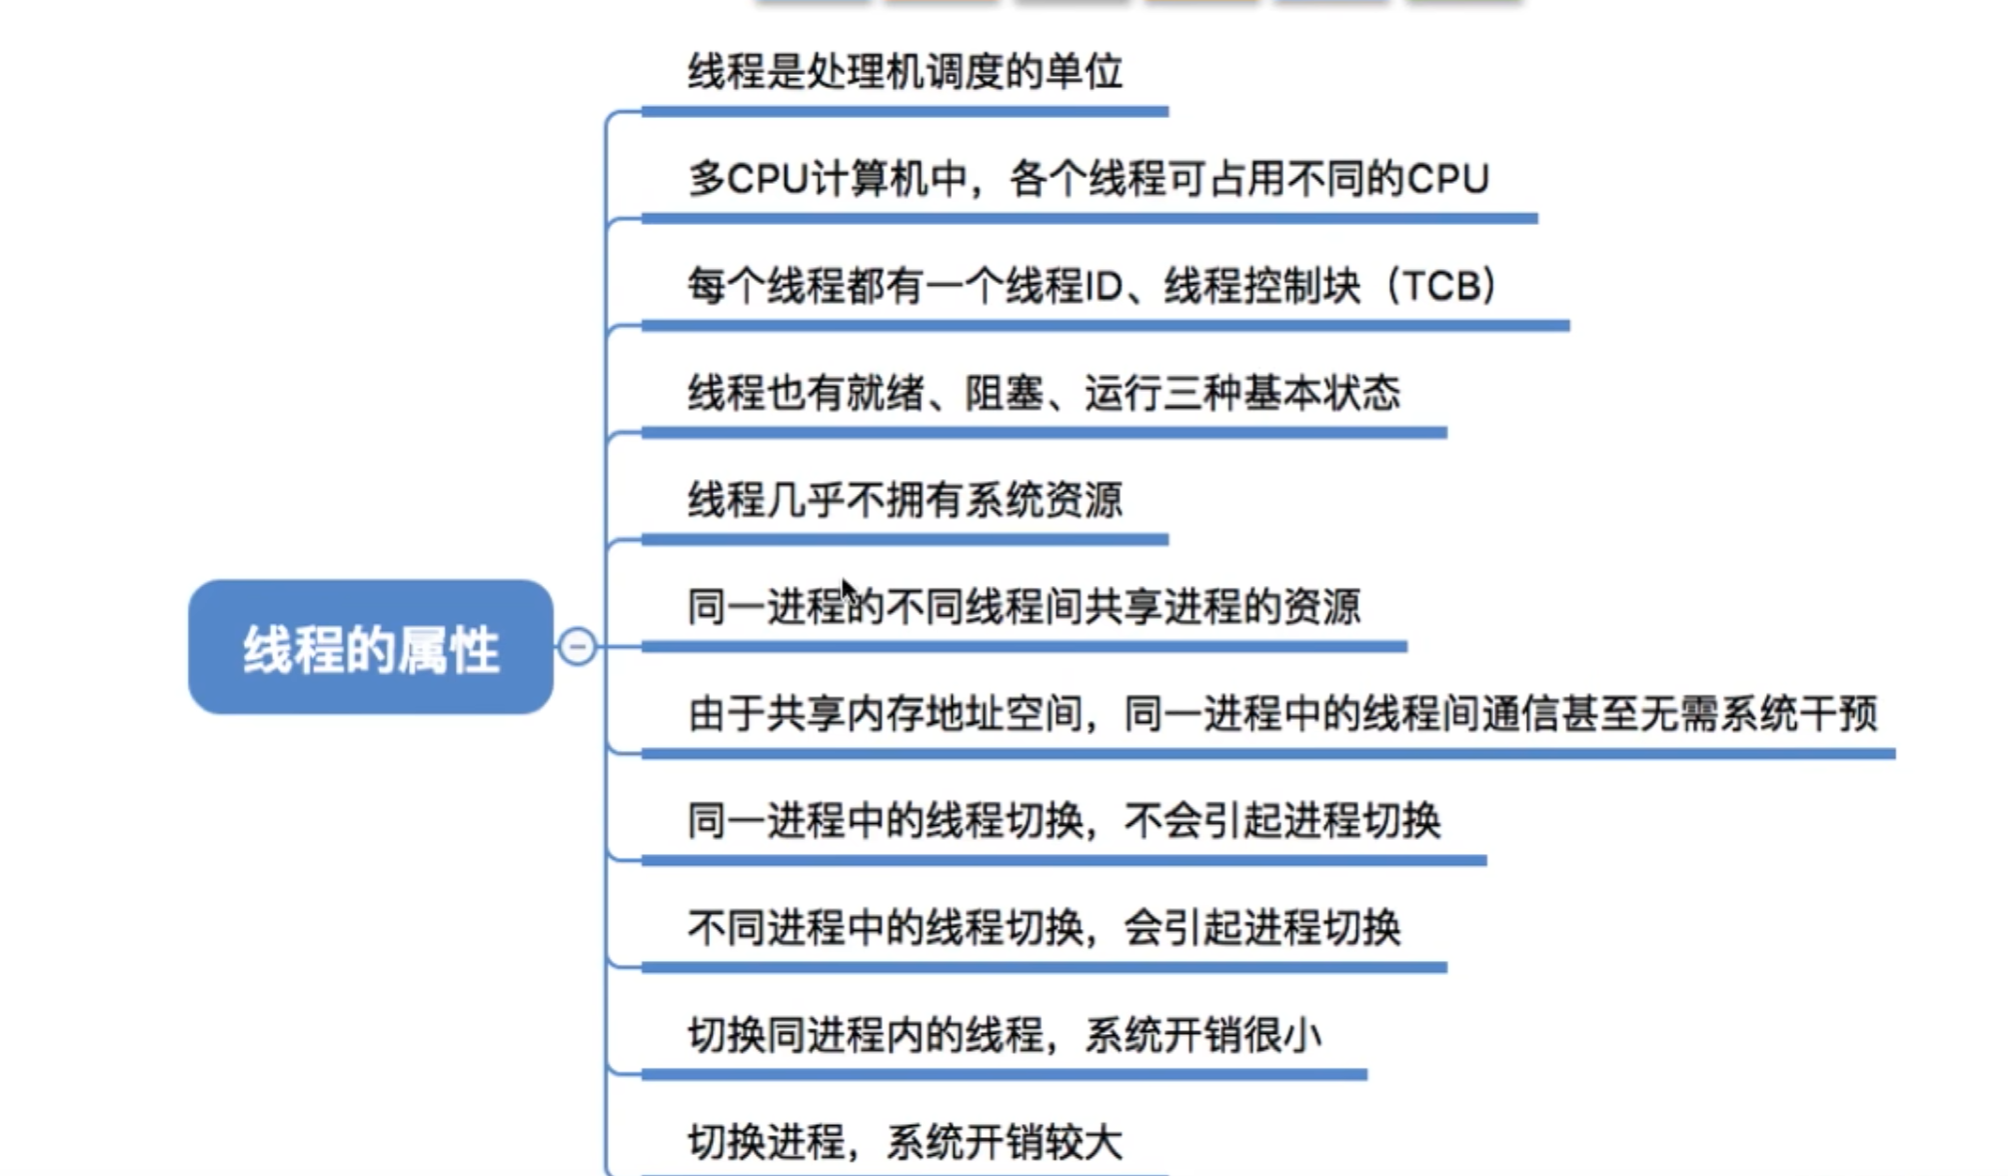 线程是处理机调度的单位
多CPU计算机中，各个线程可占用不同的CPU
每个线程都有一个线程ID、线程控制块（TCB）
线程也有就绪、阻塞、运行三种基本状态
线程几乎不拥有系统资源
同一进程的不同线程间共享进程的资源
线程的属性
由于共享内存地址空间，同一进程中的线程间通信甚至无需系统干预
同一进程中的线程切换，不会引起进程切换
不同进程中的线程切换，会引起进程切换
切换同进程内的线程，系统开销很小
切换进程，系统开销较大